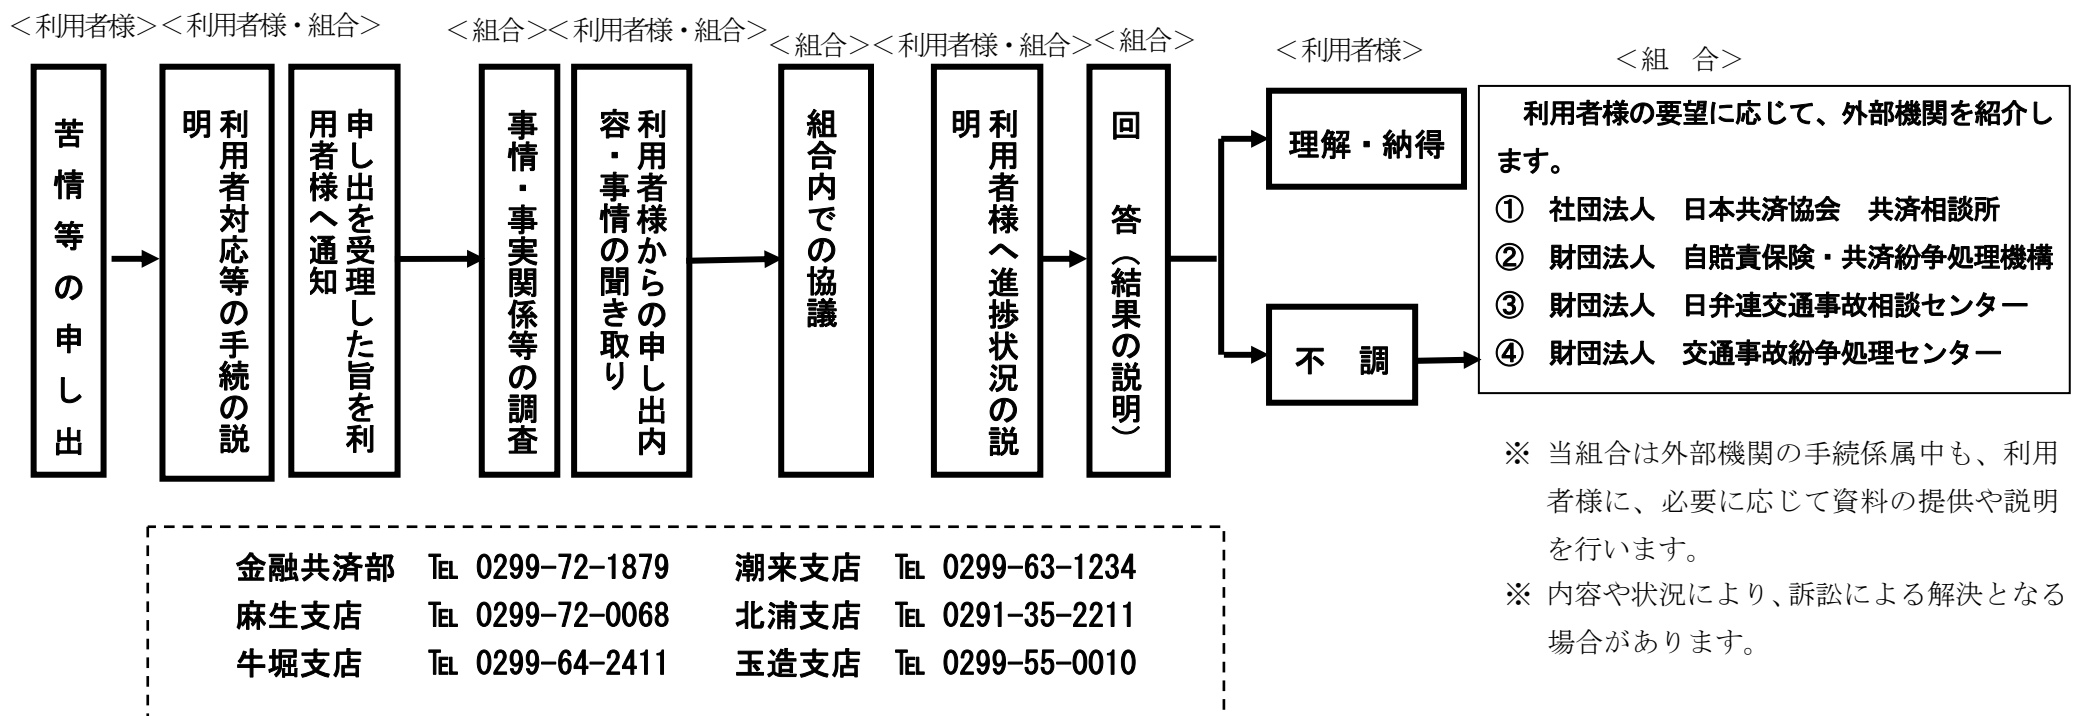 ＜利用者様＞
＜利用者様・組合＞
＜組合＞
＜利用者様・組合＞
＜組合＞
＜利用者様・組合＞
＜組合＞
＜利用者様＞
＜組　合＞
苦情等の申し出
利用者対応等の手続の説
明
申し出を受理した旨を利
用者様へ通知
事情・事実関係等の調査
利用者様からの申し出内
容・事情の聞き取り
組合内での協議
利用者様へ進捗状況の説
明
回　答（結果の説明）
理解・納得
不　調
利用者様の要望に応じて、外部機関を紹介し
ます。
①　社団法人　日本共済協会　共済相談所
②　財団法人　自賠責保険・共済紛争処理機構
③　財団法人　日弁連交通事故相談センター
④　財団法人　交通事故紛争処理センター
※ 当組合は外部機関の手続係属中も、利用
者様に、必要に応じて資料の提供や説明
を行います。
※ 内容や状況により、訴訟による解決となる
場合があります。
金融共済部　℡ 0299-72-1879　潮来支店　℡ 0299-63-1234
麻生支店　℡ 0299-72-0068　北浦支店　℡ 0291-35-2211
牛堀支店　℡ 0299-64-2411　玉造支店　℡ 0299-55-0010